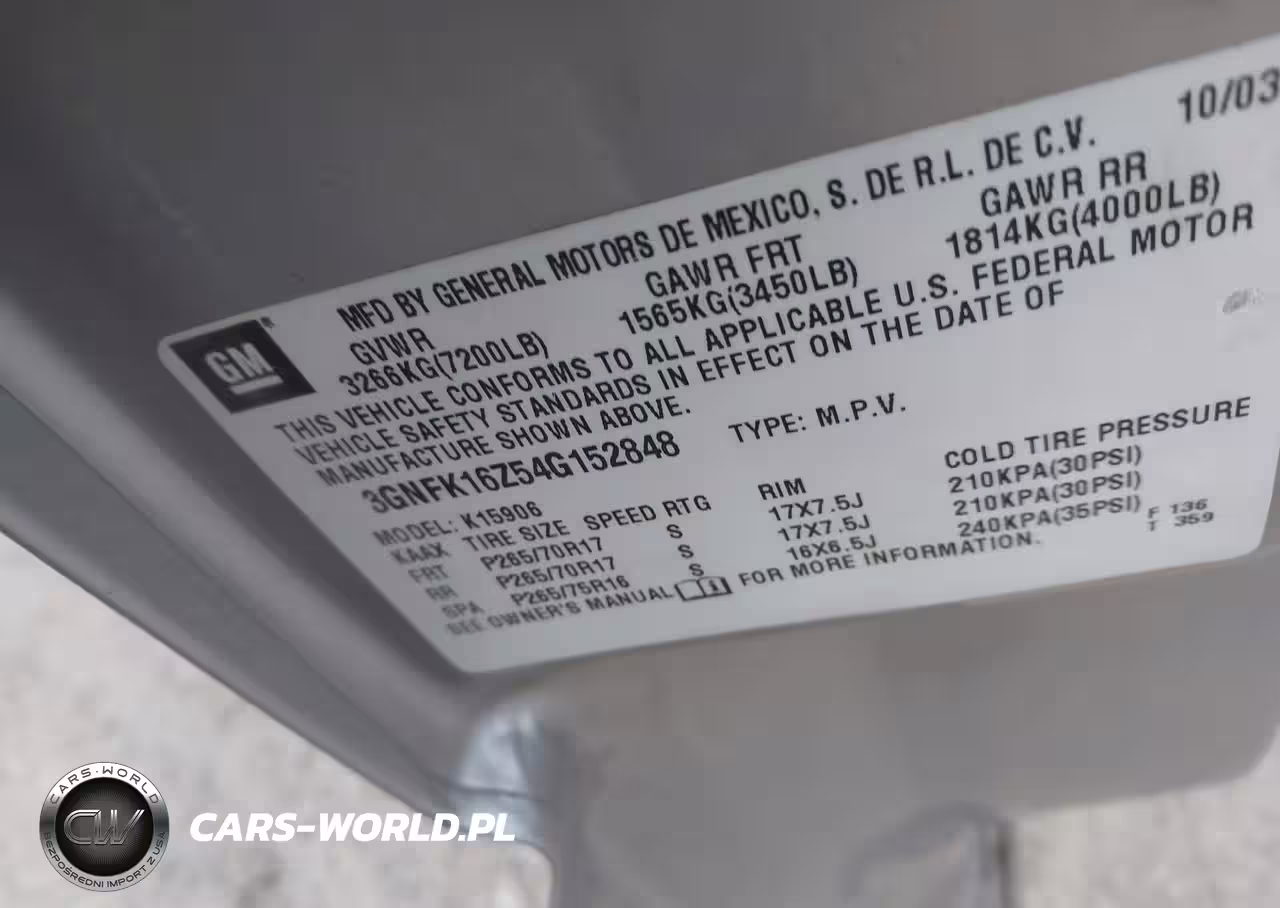 10/03
MFD BY GENERAL MOTORS DE MEXICO, S. DE R.L. DE C.V.
GVWR GAWR FRT GAWR RR
3266KG(7200LB) 1565KG(3450LB) 1814KG(4000LB)
GM
THIS VEHICLE CONFORMS TO ALL APPLICABLE U.S. FEDERAL MOTOR
VEHICLE SAFETY STANDARDS IN EFFECT ON THE DATE OF
MANUFACTURE SHOWN ABOVE.
3GNFK16Z54G152848 TYPE: M.P.V.
MODEL: K15906
KAAX TIRE SIZE SPEED RTG RIM COLD TIRE PRESSURE
FRT P265/70R17 S 17X7.5J 210KPA(30PSI)
RR P265/70R17 S 17X7.5J 210KPA(30PSI)
SPA P265/75R16 S 16X6.5J 240KPA(35PSI)
SEE OWNER'S MANUAL FOR MORE INFORMATION.
F 136
T 359
CARS-WORLD
CW
BEZPOŚREDNI IMPORT Z USA
CARS-WORLD.PL